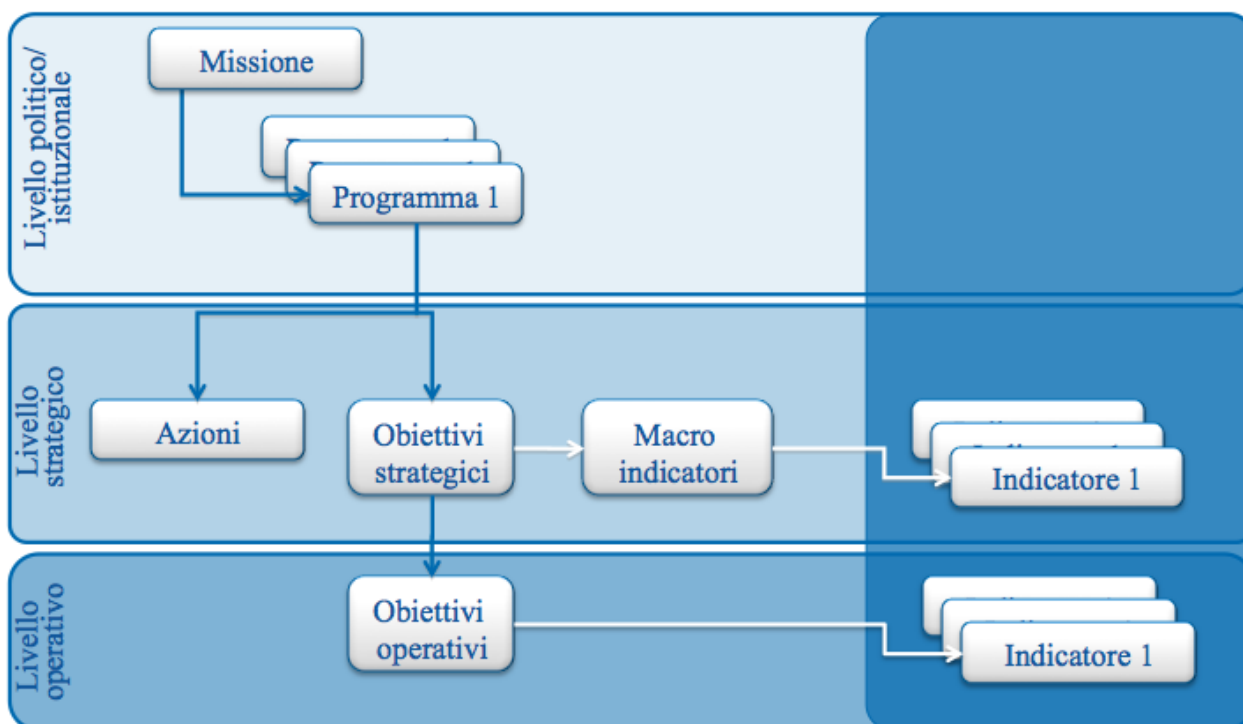 Livello politico/
istituzionale
Missione
Programma 1
Livello
strategico
Azioni
Obiettivi
strategici
Macro
indicatori
Indicatore 1
Livello
operativo
Obiettivi
operativi
Indicatore 1